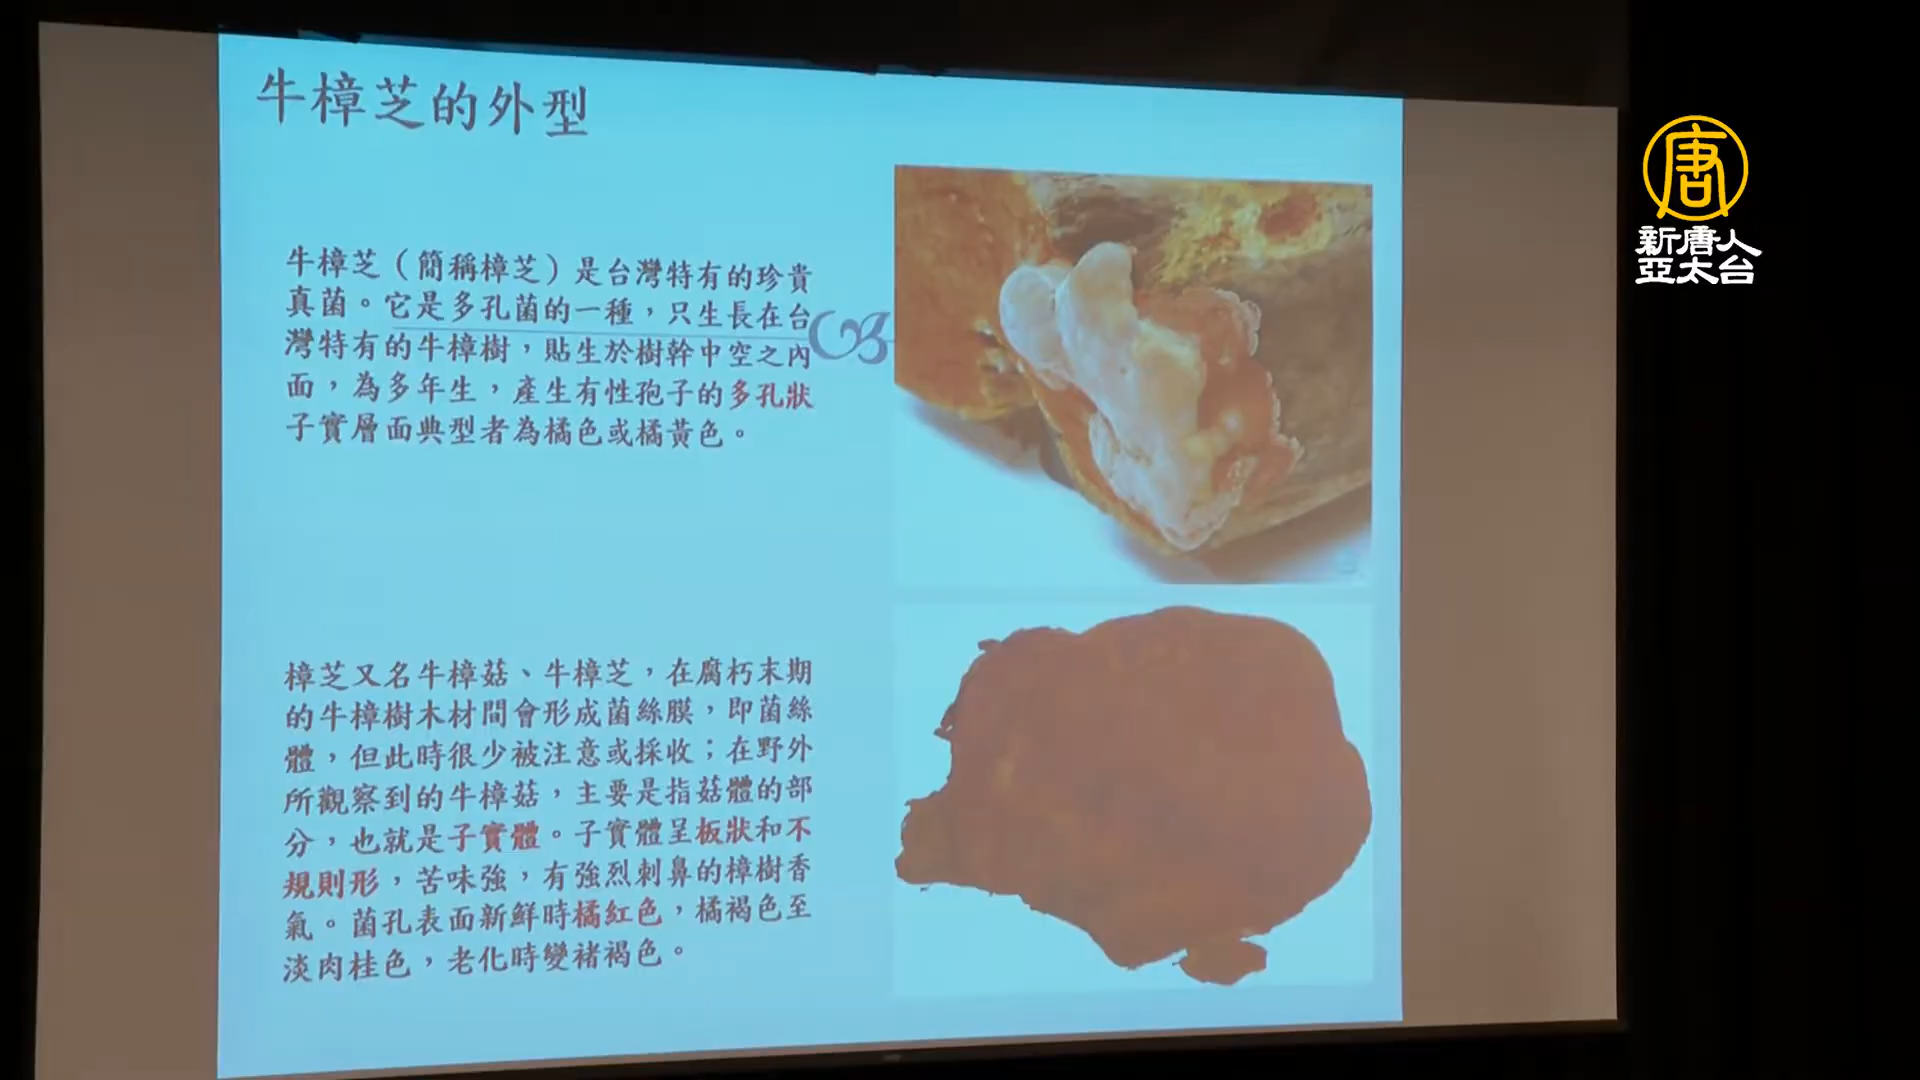 牛樟芝的外型
牛樟芝（簡稱樟芝）是台灣特有的珍貴
真菌。它是多孔菌的一種，只生長在台
灣特有的牛樟樹，貼生於樹幹中空之內
面，為多年生，產生有性孢子的多孔狀
子實層面典型者為橘色或橘黃色。
樟芝又名牛樟菇、牛樟芝，在腐朽末期
的牛樟樹木材間會形成菌絲膜，即菌絲
體，但此時很少被注意或採收；在野外
所觀察到的牛樟菇，主要是指菇體的部
分，也就是子實體。子實體呈板狀和不
規則形，苦味強，有強烈刺鼻的樟樹香
氣。菌孔表面新鮮時橘紅色，橘褐色至
淡肉桂色，老化時變褚褐色。
唐
新唐人
亞太台